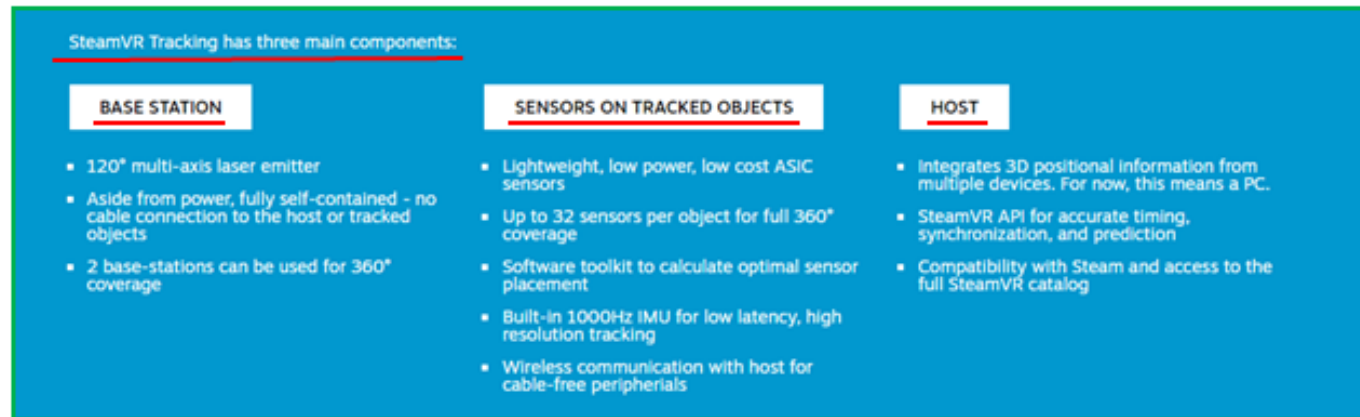 SteamVR Tracking has three main components:
BASE STATION
▪ 120° multi-axis laser emitter
▪ Aside from power, fully self-contained - no
cable connection to the host or tracked
objects
▪ 2 base-stations can be used for 360°
coverage
SENSORS ON TRACKED OBJECTS
▪ Lightweight, low power, low cost ASIC
sensors
▪ Up to 32 sensors per object for full 360°
coverage
▪ Software toolkit to calculate optimal sensor
placement
▪ Built-in 1000Hz IMU for low latency, high
resolution tracking
▪ Wireless communication with host for
cable-free peripherials
HOST
▪ Integrates 3D positional information from
multiple devices. For now, this means a PC.
▪ SteamVR API for accurate timing,
synchronization, and prediction
▪ Compatibility with Steam and access to the
full SteamVR catalog